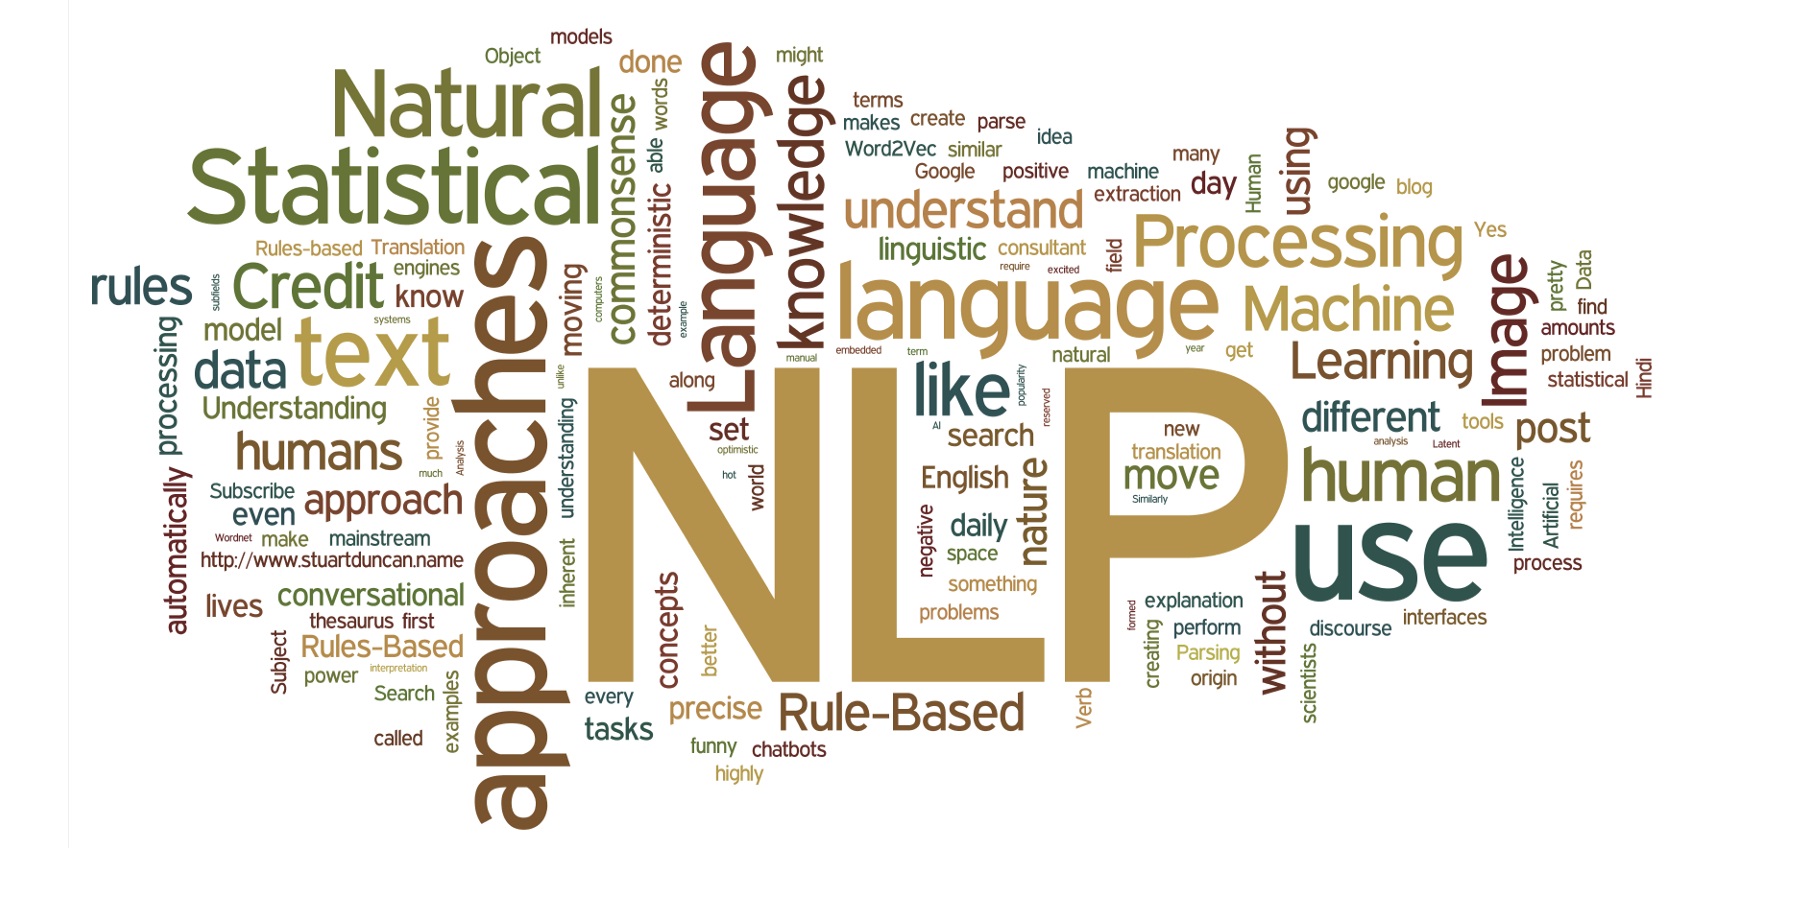 models
Object
done
might
Natural
words
Language
knowledge
commonsense
able
deterministic
example
computers
terms
makes
create
parse
idea
Word2Vec
similar
Google
positive
machine
many
extraction
day
Human
using
google
blog
Statistical
understand
linguistic
consultant
require
excited
field
Processing
Yes
Rules-based
Translation
rules
subfields
Credit
engines
know
systems
model
text
processing
data
Understanding
provide
humans
much
Analysis
approaches
moving
unlike
understanding
inherent
language
Machine
Image
pretty
Data
find
amounts
problem
statistical
Hindi
Learning
manual
embedded
term
natural
year
get
NLP
along
set
optimistic
hot
world
like
popularity
reserved
AI
search
English
nature
negative
daily
space
something
problems
new
translation
move
Similarly
different
tools
post
analysis
Latent
human
Intelligence
Artificial
requires
process
use
interfaces
discourse
automatically
Subscribe
even
approach
Wordnet
make
mainstream
http://www.stuartduncan.name
conversational
lives
thesaurus
first
Subject
Rules-Based
power
interpretation
Search
examples
called
concepts
better
every
tasks
precise
Rule-Based
funny
chatbots
highly
Verb
formed
explanation
creating
perform
Parsing
origin
without
scientists